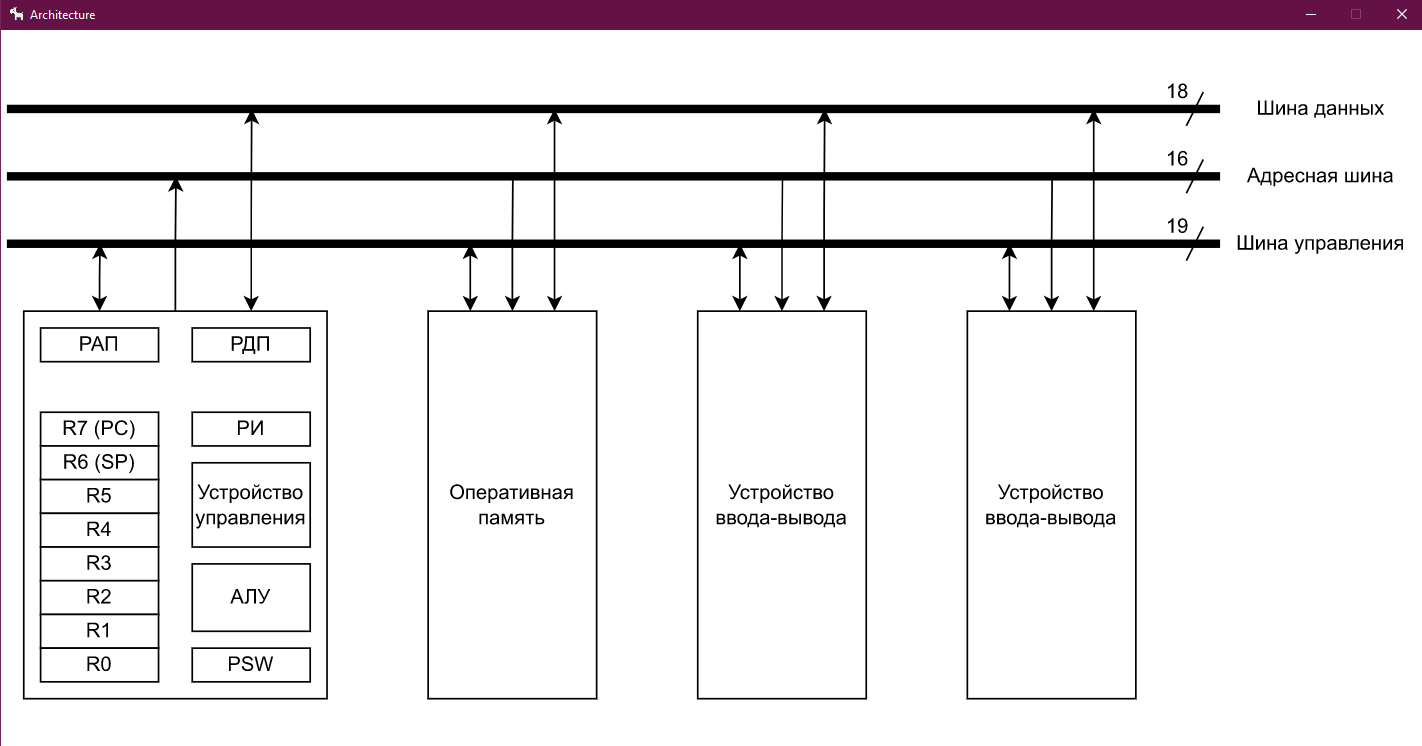 Architecture
18
Шина данных
16
Адресная шина
19
Шина управления
РАП
РДП
R7 (PC)
R6 (SP)
R5
R4
R3
R2
R1
R0
РИ
Устройство
управления
АЛУ
PSW
Оперативная
память
Устройство
ввода-вывода
Устройство
ввода-вывода